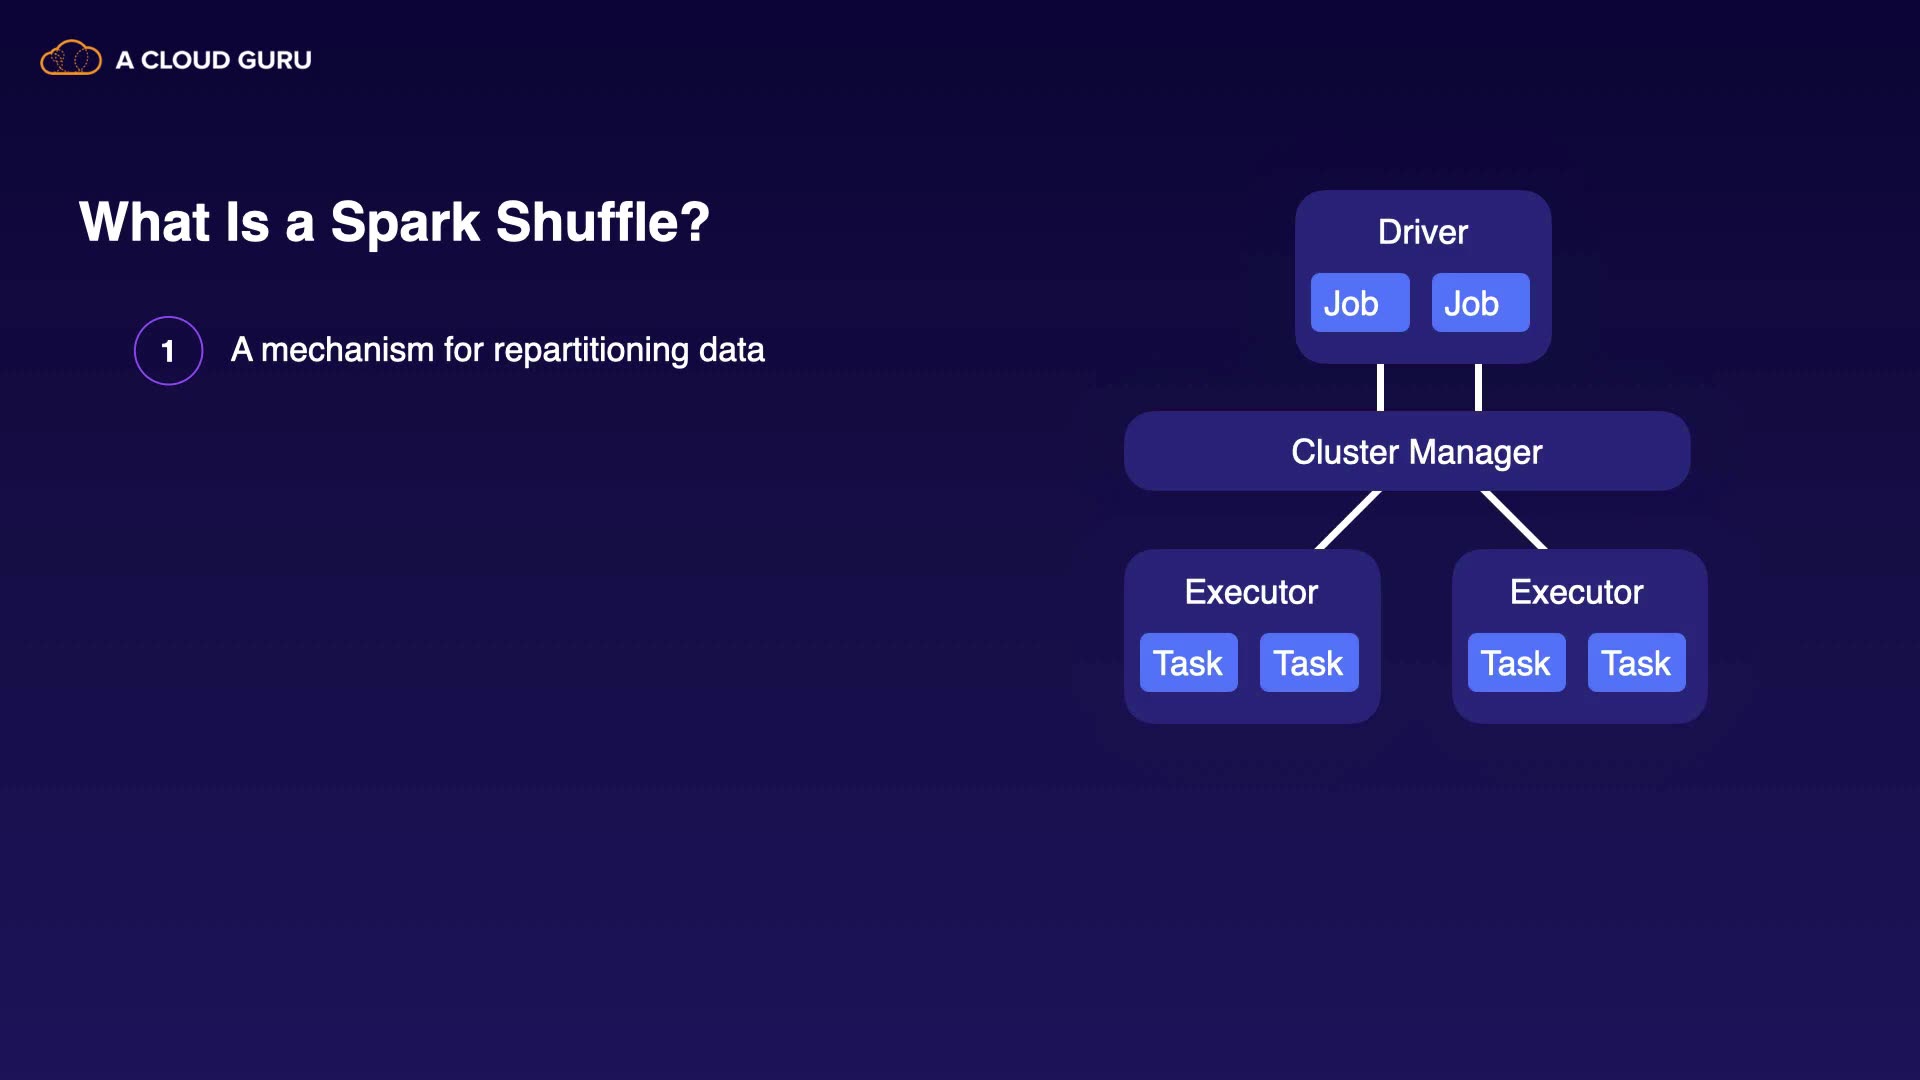 A CLOUD GURU
What Is a Spark Shuffle?
1 A mechanism for repartitioning data
Driver
Job Job
Cluster Manager
Executor Executor
Task Task Task Task